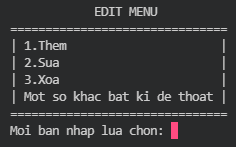 EDIT MENU
==============================
| 1.Them                     |
| 2.Sua                      |
| 3.Xoa                      |
| Mot so khac bat ki de thoat |
==============================
Moi ban nhap lua chon: